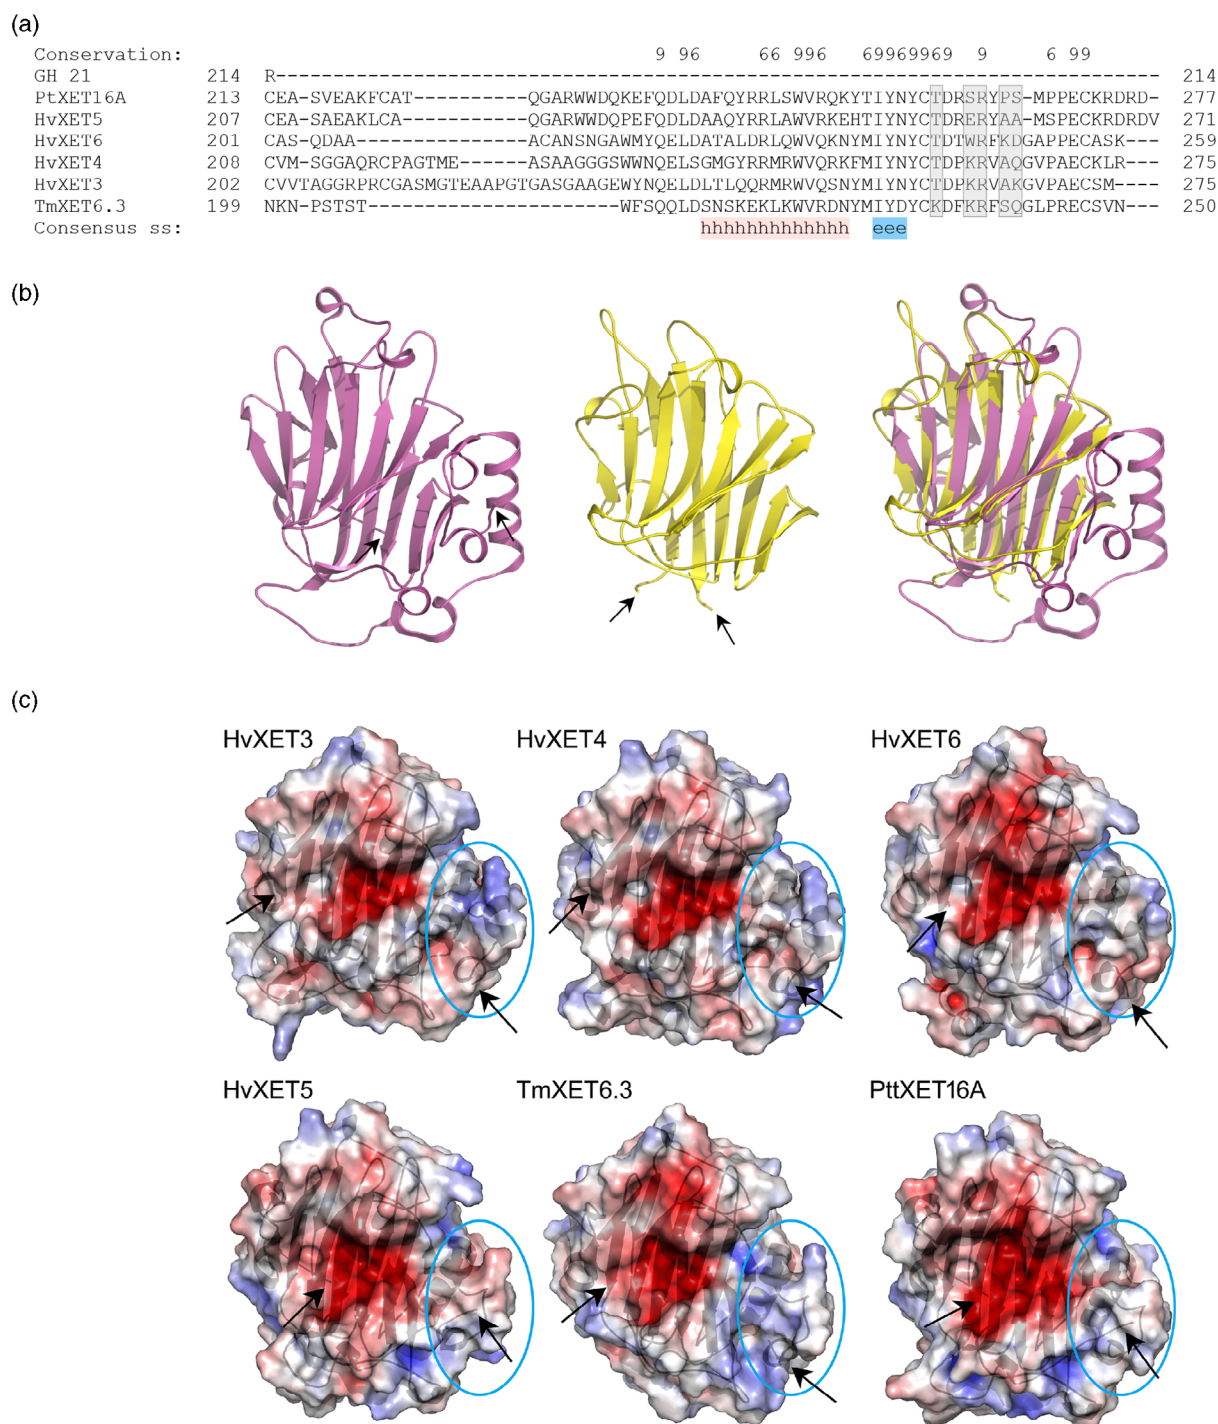 (a)
Conservation: 9 96 66 996 69969969 9 6 99
GH 21 214 R----------------------------------------------------------------------------- 214
PtXET16A 213 CEA-SVEAKFCAT----------QGARWWDQKEFQDLDAFQYRRLSWVRQKYTIYNYCTDRSRYPS-MPPECKRDRD- 277
HvXET5 207 CEA-SAEAKLCA-----------QGARWWDQPEFQDLDAAQYRRLAWVRKEHTIYNYCTDRERYAA-MSPECKRDRDV 271
HvXET6 201 CAS-QDAA---------------ACANSNGAWMYQELDATALDRLQWVQKNYMIYNYCTDTWRFKDGAPPECASK--- 259
HvXET4 208 CVM-SGGAQRCPAGTME------ASAAGGGSWWNQELSGMGYRRMRWVQRKFMIYNYCTDPKRVAQGVPAECKLR--- 275
HvXET3 202 CVVTAGGRPRCGASMGTEAAPGTGASGAAGEWYNQELDLTLQQRMRWVQSNYMIYNYCTDPKRVAKGVPAECSM---- 275
TmXET6.3 199 NKN-PSTST----------------------WFSQQLDSNSKEKLKWVRDNYMIYDYCKDFKRFSQGLPRECSVN--- 250
Consensus ss: hhhhhhhhhhhhh eee
(b)
(c)
HvXET3 HvXET4 HvXET6
HvXET5 TmXET6.3 PttXET16A